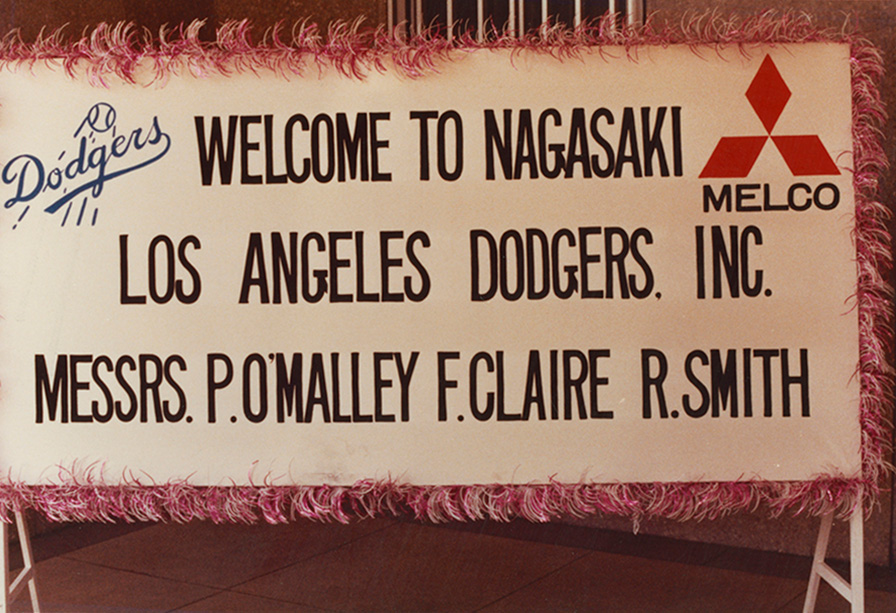 Dodgers
WELCOME TO NAGASAKI
MELCO
LOS ANGELES DODGERS. INC.
MESSRS. P.O'MALLEY F.CLAIRE R.SMITH